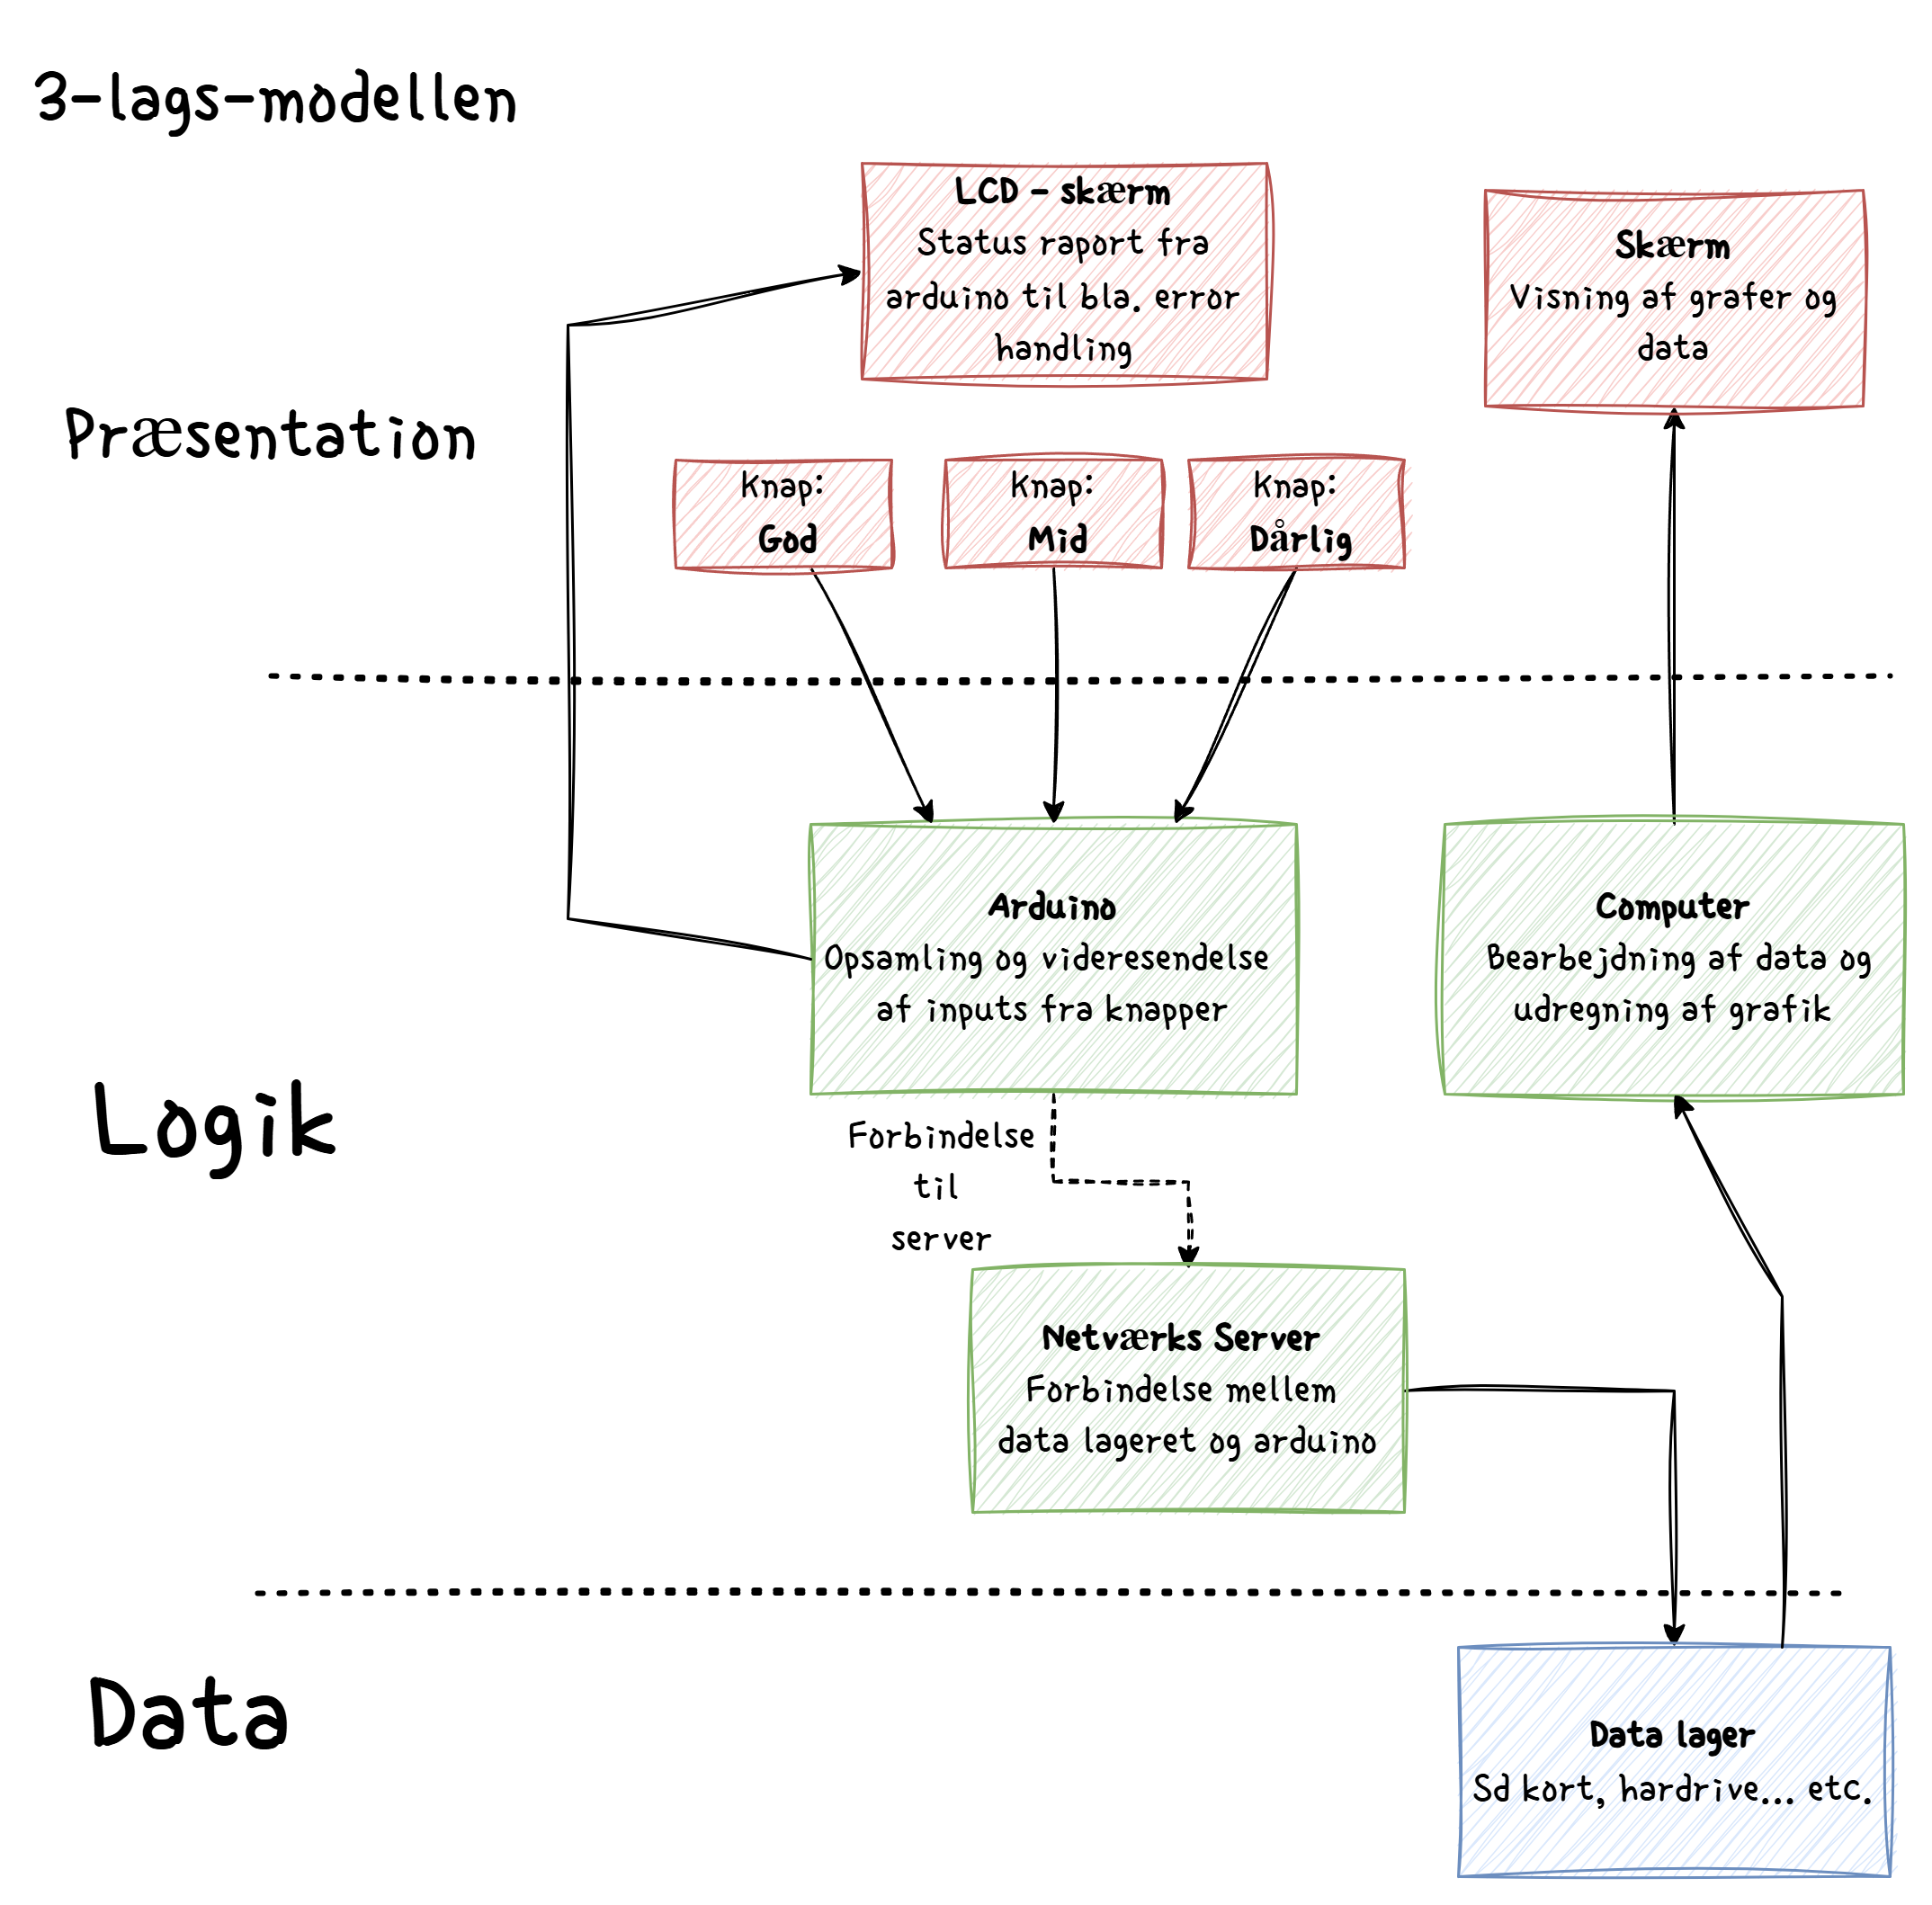 3-lags-modellen
LCD - skærm
Status raport fra
arduino til bla. error
handling
Skærm
Visning af grafer og
data
Præsentation
Knap:
God
Knap:
Mid
Knap:
Dårlig
Arduino
Opsamling og videresendelse
af inputs fra knapper
Computer
Bearbejdning af data og
udregning af grafik
Logik
Forbindelse
til
server
Netværks Server
Forbindelse mellem
data lageret og arduino
Data
Data lager
Sd kort, hardrive... etc.